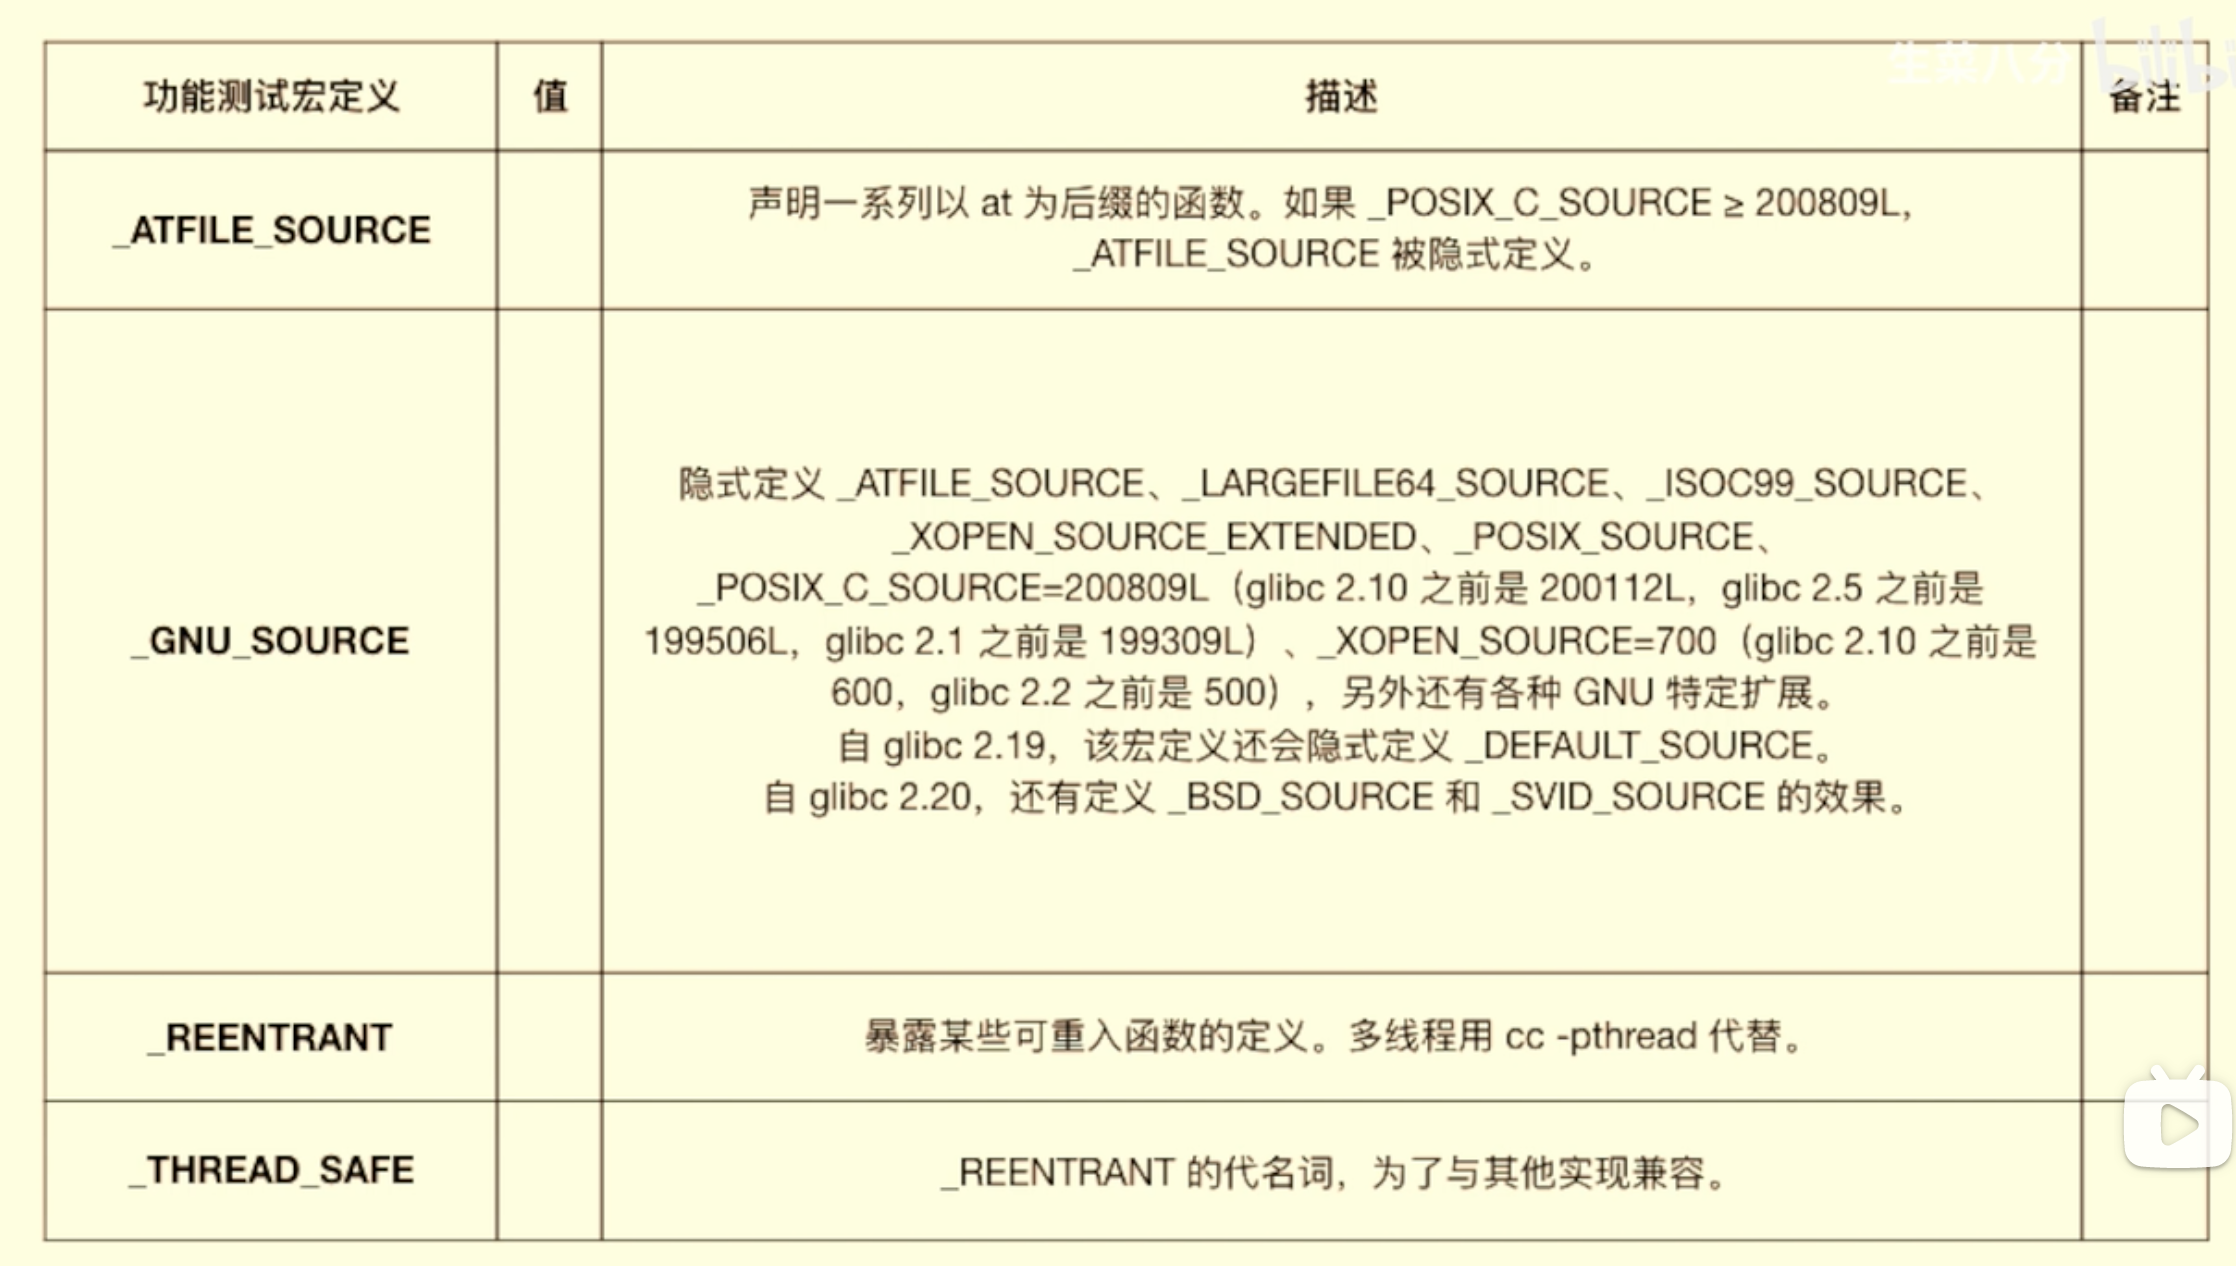 生菜八分 bilibi
功能测试宏定义 值 描述 备注
_ATFILE_SOURCE
声明一系列以 at 为后缀的函数。如果 _POSIX_C_SOURCE ≥ 200809L,
_ATFILE_SOURCE 被隐式定义。
_GNU_SOURCE
隐式定义 _ATFILE_SOURCE、_LARGEFILE64_SOURCE、_ISOC99_SOURCE、
_XOPEN_SOURCE_EXTENDED、_POSIX_SOURCE、
_POSIX_C_SOURCE=200809L（glibc 2.10 之前是 200112L，glibc 2.5 之前是
199506L，glibc 2.1 之前是 199309L）、_XOPEN_SOURCE=700（glibc 2.10 之前是
600，glibc 2.2 之前是 500），另外还有各种 GNU 特定扩展。
自 glibc 2.19，该宏定义还会隐式定义 _DEFAULT_SOURCE。
自 glibc 2.20，还有定义 _BSD_SOURCE 和 _SVID_SOURCE 的效果。
_REENTRANT
暴露某些可重入函数的定义。多线程用 cc -pthread 代替。
_THREAD_SAFE
_REENTRANT 的代名词，为了与其他实现兼容。